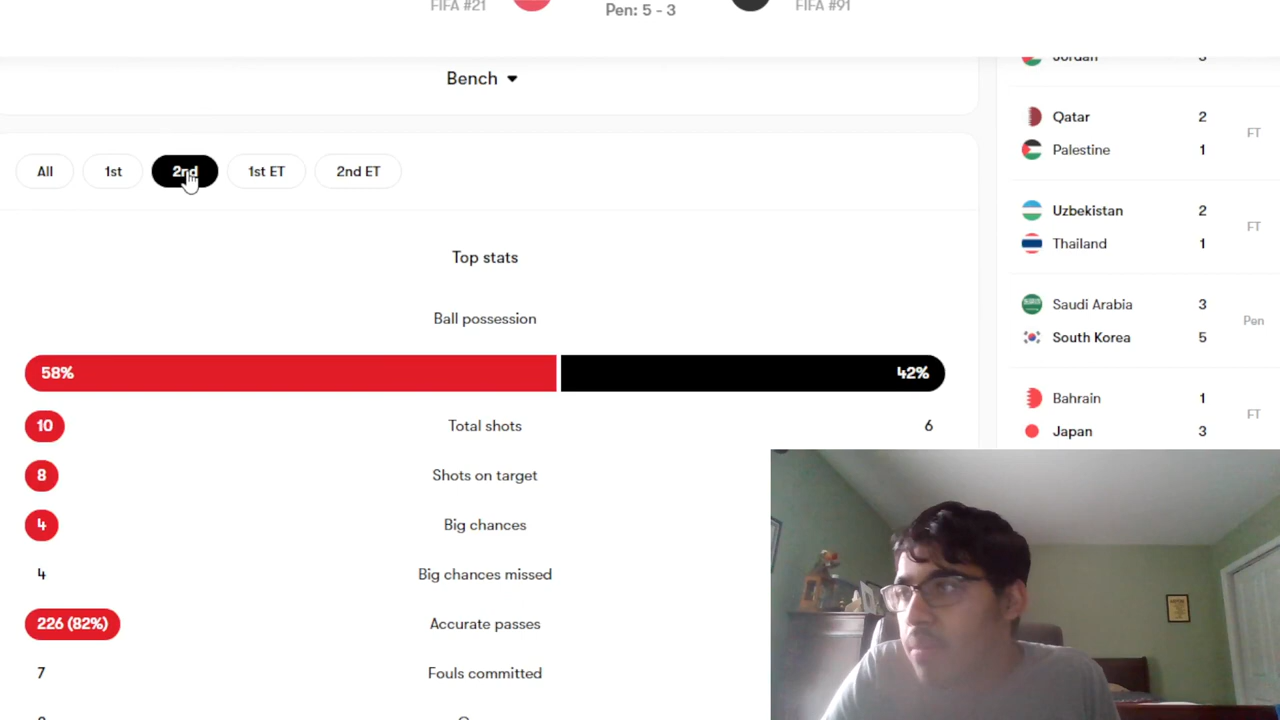 FIFA #21
Pen: 5 - 3
FIFA #91
Bench
All
1st
2nd
1st ET
2nd ET
Top stats
Ball possession
58%
42%
10
Total shots
6
8
Shots on target
4
Big chances
4
Big chances missed
226 (82%)
Accurate passes
7
Fouls committed
Jordan
Qatar 2
Palestine 1
FT
Uzbekistan 2
Thailand 1
FT
Saudi Arabia 3
South Korea 5
Pen
Bahrain 1
Japan 3
FT